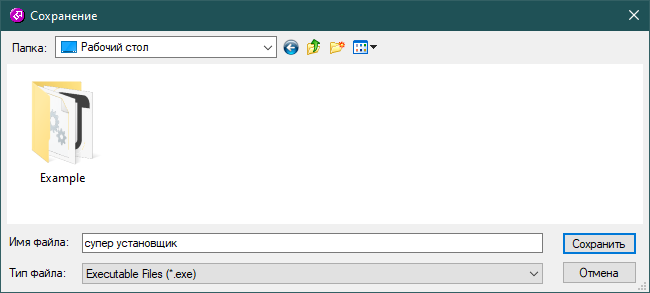 Сохранение
Папка: Рабочий стол
Example
Имя файла: супер установщик
Сохранить
Тип файла: Executable Files (*.exe)
Отмена